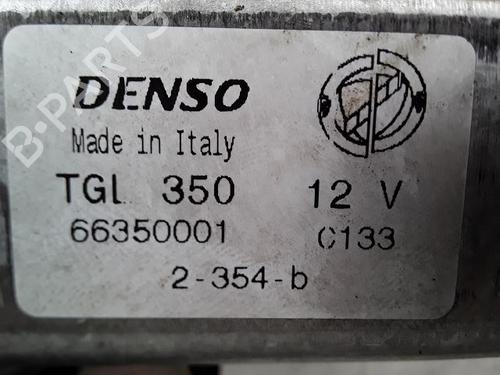 DENSO
Made in Italy
TGL 350 12 V
66350001 C133
2-354-b
B-PARTS